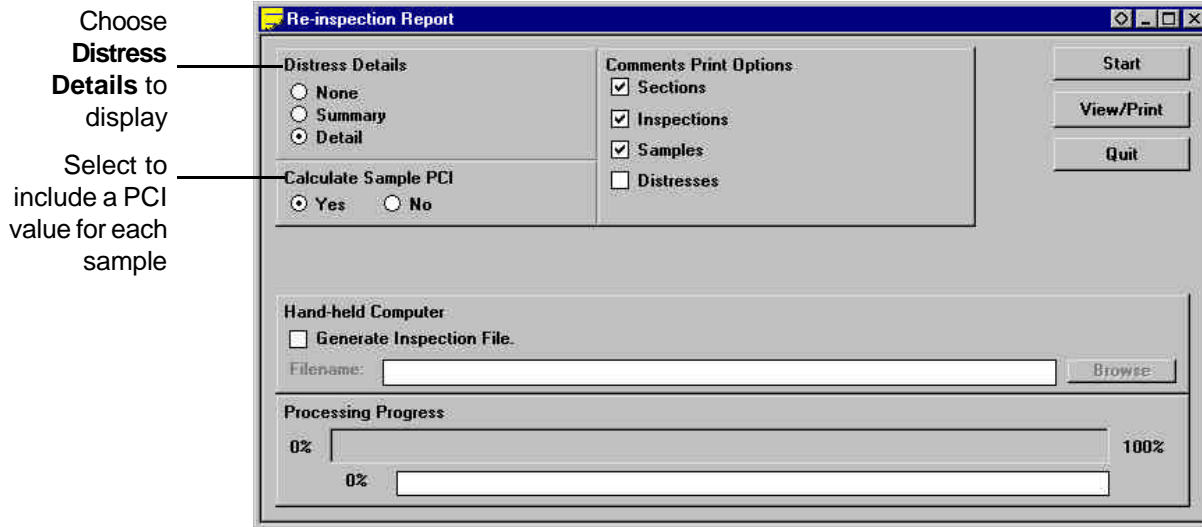 Choose
Distress
Details to
display
Select to
include a PCI
value for each
sample
Re-inspection Report
Distress Details
None
Summary
Detail
Calculate Sample PCI
Yes No
Comments Print Options
Sections
Inspections
Samples
Distresses
Start
View/Print
Quit
Hand-held Computer
Generate Inspection File.
Filename: Browse
Processing Progress
0% 100%
0%